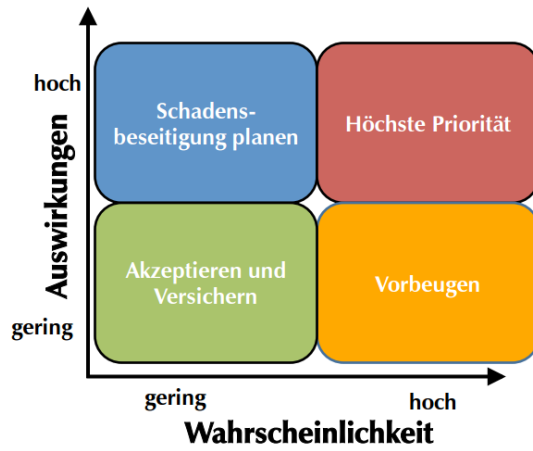 hoch
Schadens-
beseitigung planen
Höchste Priorität
Auswirkungen
Akzeptieren und
Versichern
Vorbeugen
gering
gering
hoch
Wahrscheinlichkeit